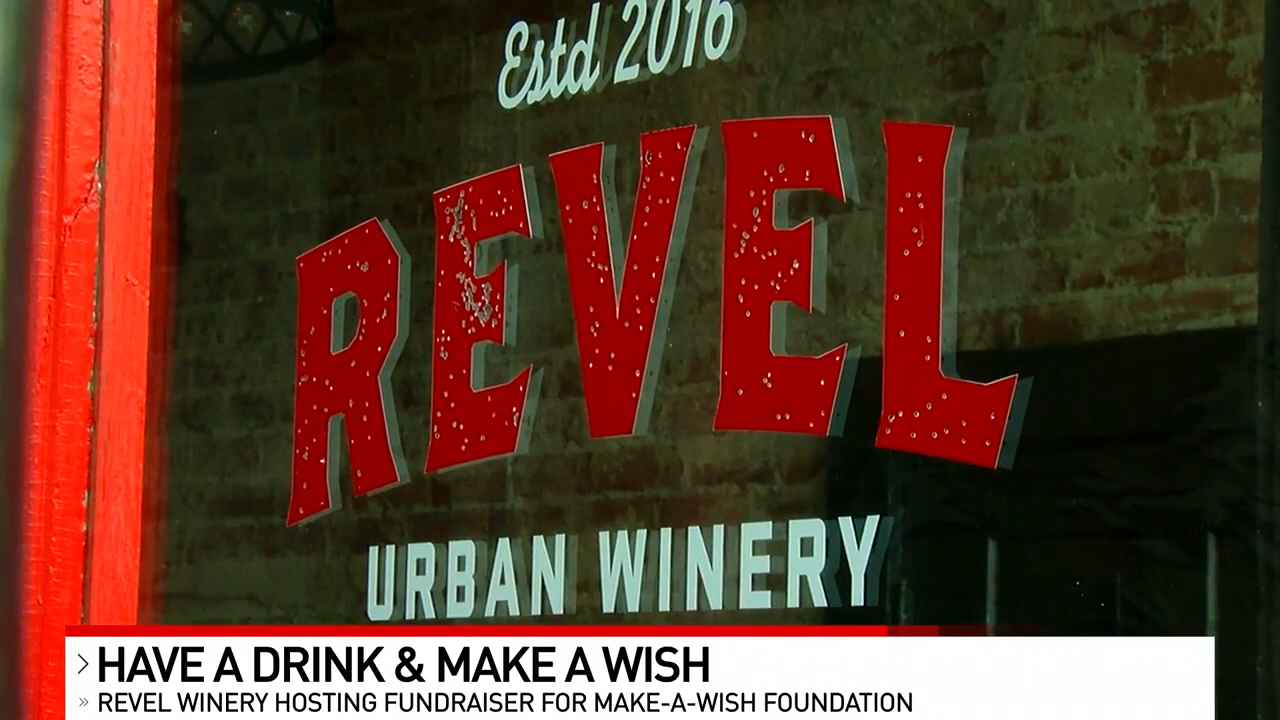 Estd 2016
REVEL
URBAN WINERY
HAVE A DRINK & MAKE A WISH
REVEL WINERY HOSTING FUNDRAISER FOR MAKE-A-WISH FOUNDATION